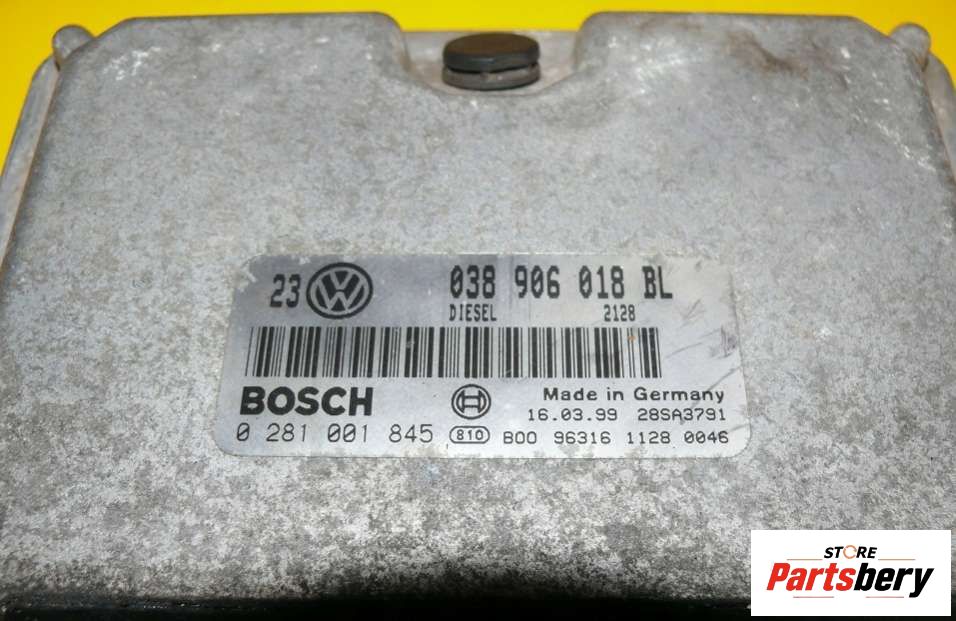 23 VW 038 906 018 BL
DIESEL 2128
BOSCH Made in Germany
16.03.99 28SA3791
0 281 001 845 810 B00 96316 1128 0046
STORE
Partsbery